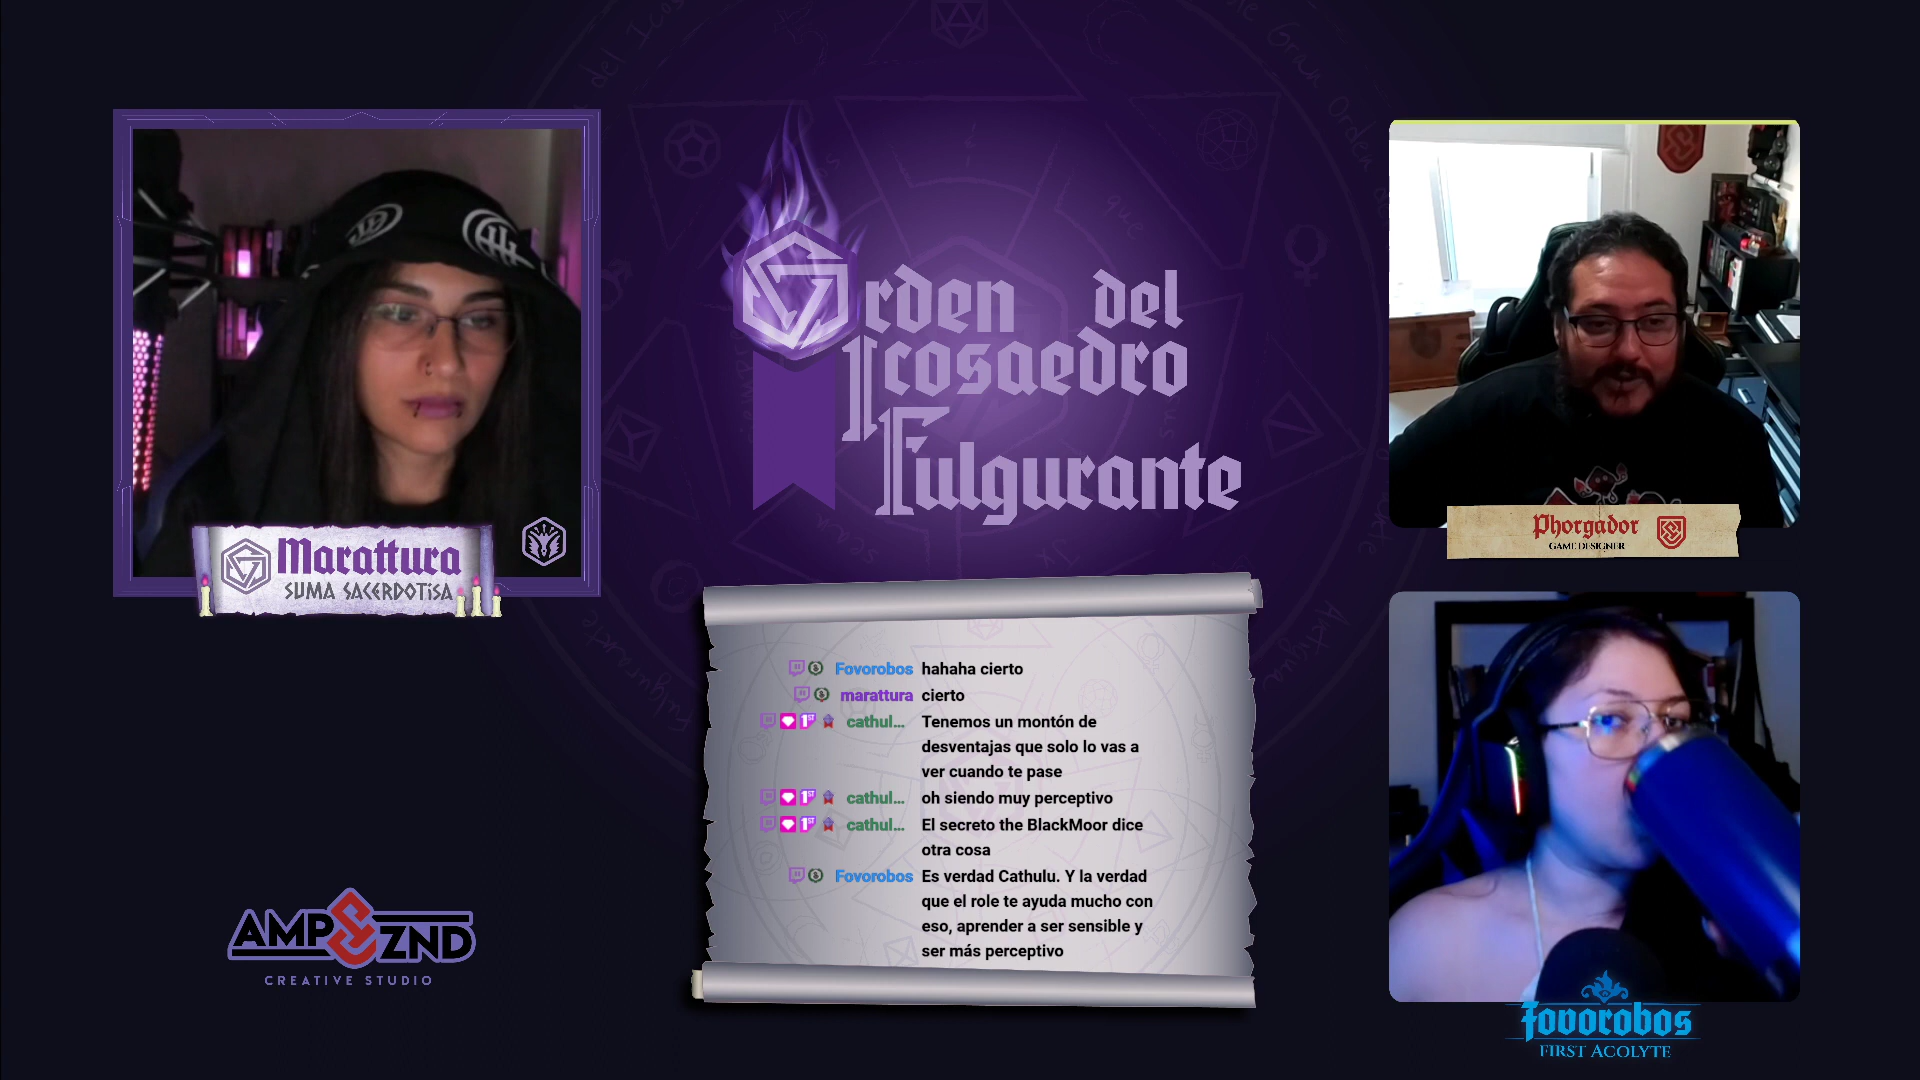 Orden del
Icosaedro
Fulgurante
Marattura
SUMA SACERDOTISA
Phorgador
GAME DESIGNER
Fovorobos hahaha cierto
marattura cierto
cathul... Tenemos un montón de
desventajas que solo lo vas a
ver cuando te pase
cathul... oh siendo muy perceptivo
cathul... El secreto the BlackMoor dice
otra cosa
Fovorobos Es verdad Cathulu. Y la verdad
que el role te ayuda mucho con
eso, aprender a ser sensible y
ser más perceptivo
AMP&ZND
CREATIVE STUDIO
Fovorobos
FIRST ACOLYTE